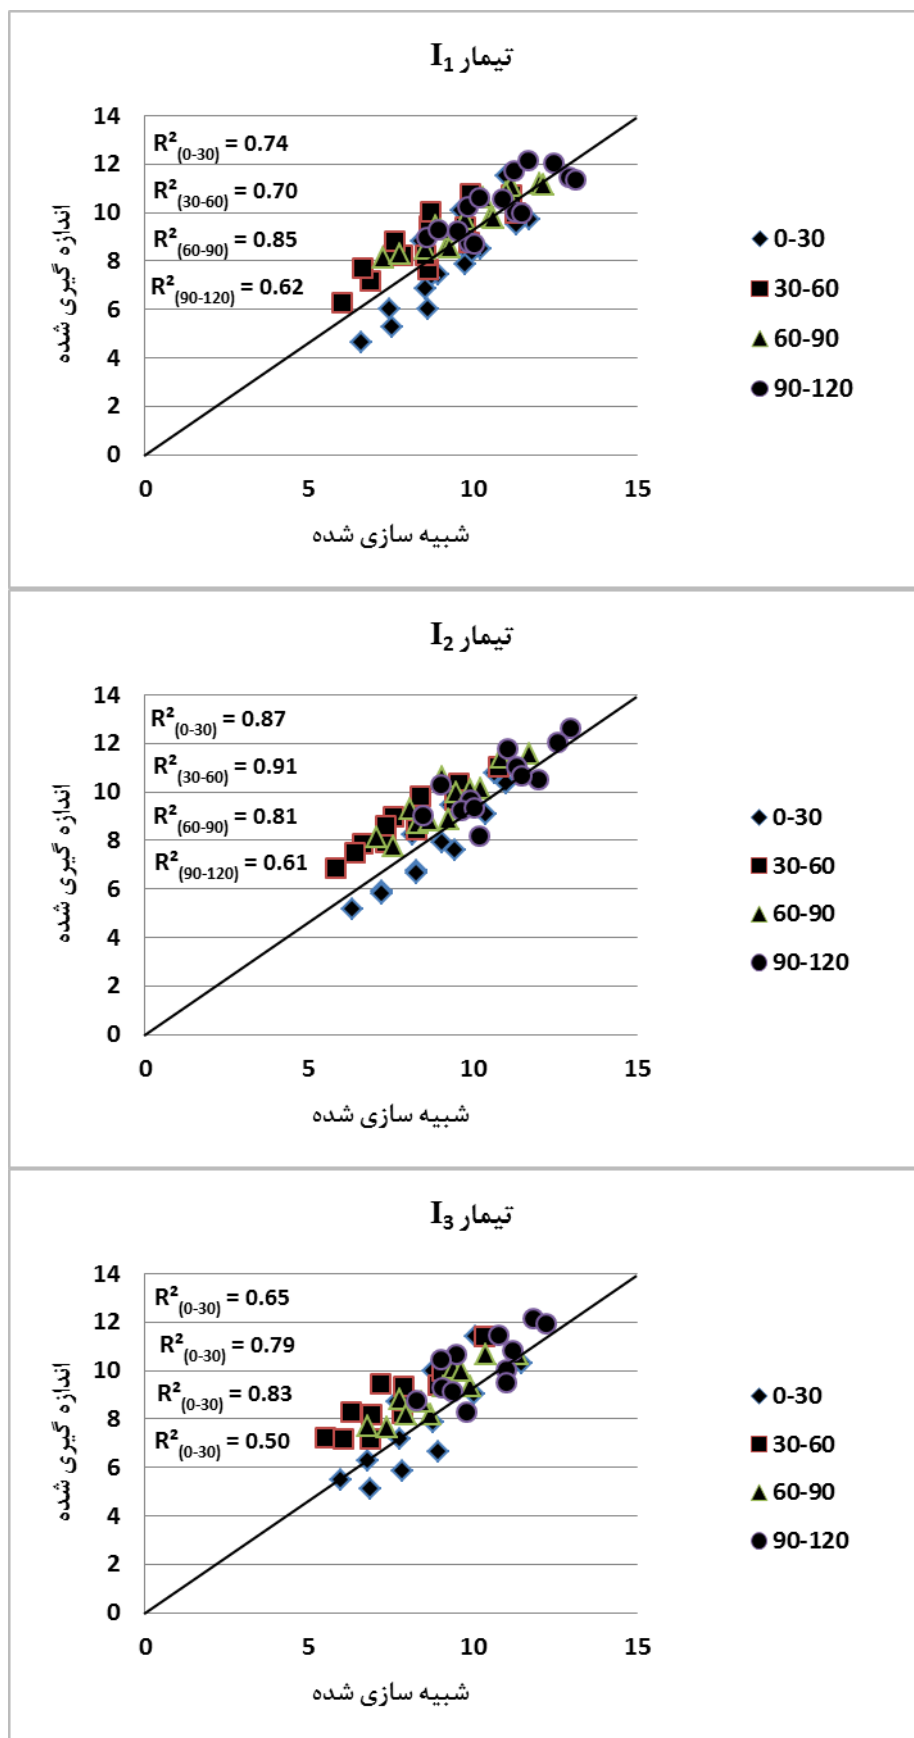 تیمار I₁
14
12
10
8
6
4
2
0
0 5 10 15
R²(0-30) = 0.74
R²(30-60) = 0.70
R²(60-90) = 0.85
R²(90-120) = 0.62
اندازه گیری شده
شبیه سازی شده
0-30
30-60
60-90
90-120
تیمار I₂
14
12
10
8
6
4
2
0
0 5 10 15
R²(0-30) = 0.87
R²(30-60) = 0.91
R²(60-90) = 0.81
R²(90-120) = 0.61
اندازه گیری شده
شبیه سازی شده
0-30
30-60
60-90
90-120
تیمار I₃
14
12
10
8
6
4
2
0
0 5 10 15
R²(0-30) = 0.65
R²(0-30) = 0.79
R²(0-30) = 0.83
R²(0-30) = 0.50
اندازه گیری شده
شبیه سازی شده
0-30
30-60
60-90
90-120